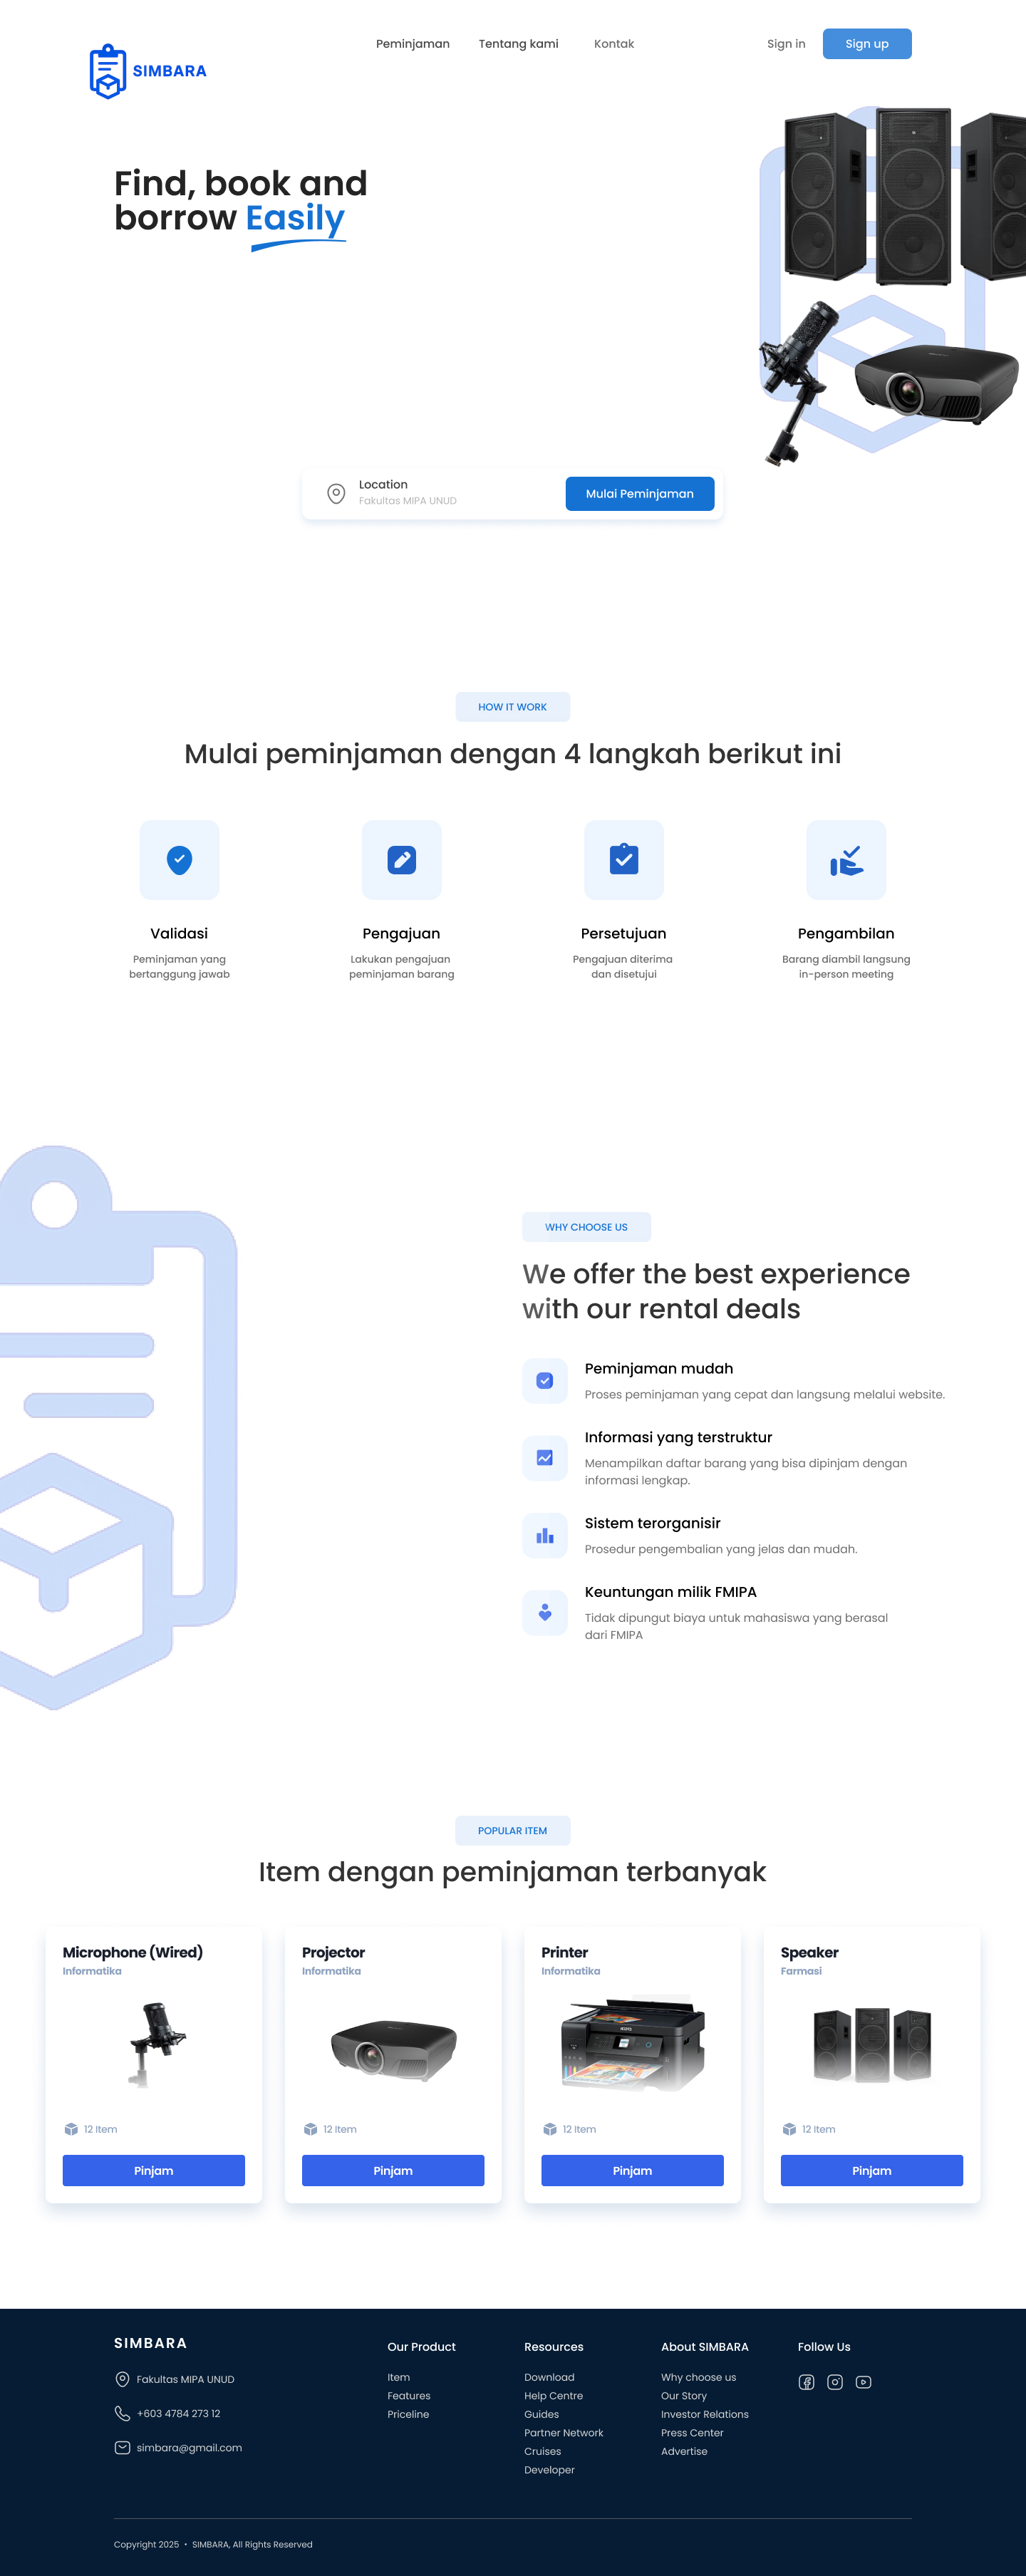 SIMBARA
Peminjaman
Tentang kami
Kontak
Sign in
Sign up
Find, book and
borrow Easily
Location
Fakultas MIPA UNUD
Mulai Peminjaman
HOW IT WORK
Mulai peminjaman dengan 4 langkah berikut ini
Validasi
Peminjaman yang
bertanggung jawab
Pengajuan
Lakukan pengajuan
peminjaman barang
Persetujuan
Pengajuan diterima
dan disetujui
Pengambilan
Barang diambil langsung
in-person meeting
WHY CHOOSE US
We offer the best experience
with our rental deals
Peminjaman mudah
Proses peminjaman yang cepat dan langsung melalui website.
Informasi yang terstruktur
Menampilkan daftar barang yang bisa dipinjam dengan
informasi lengkap.
Sistem terorganisir
Prosedur pengembalian yang jelas dan mudah.
Keuntungan milik FMIPA
Tidak dipungut biaya untuk mahasiswa yang berasal
dari FMIPA
POPULAR ITEM
Item dengan peminjaman terbanyak
Microphone (Wired)
Informatika
12 Item
Pinjam
Projector
Informatika
12 Item
Pinjam
Printer
Informatika
12 Item
Pinjam
Speaker
Farmasi
12 Item
Pinjam
SIMBARA
Fakultas MIPA UNUD
+603 4784 273 12
simbara@gmail.com
Our Product
Item
Features
Priceline
Resources
Download
Help Centre
Guides
Partner Network
Cruises
Developer
About SIMBARA
Why choose us
Our Story
Investor Relations
Press Center
Advertise
Follow Us
Copyright 2025 • SIMBARA, All Rights Reserved